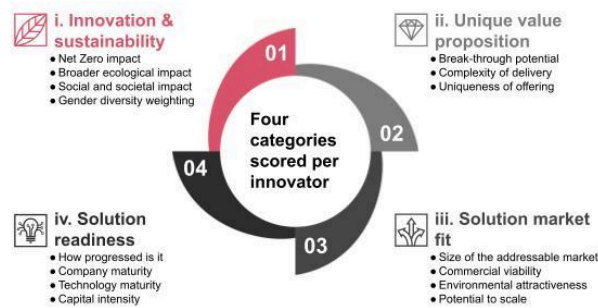 i. Innovation &
sustainability
● Net Zero impact
● Broader ecological impact
● Social and societal impact
● Gender diversity weighting
ii. Unique value
proposition
● Break-through potential
● Complexity of delivery
● Uniqueness of offering
01
02
03
04
Four
categories
scored per
innovator
iv. Solution
readiness
● How progressed is it
● Company maturity
● Technology maturity
● Capital intensity
iii. Solution market
fit
● Size of the addressable market
● Commercial viability
● Environmental attractiveness
● Potential to scale